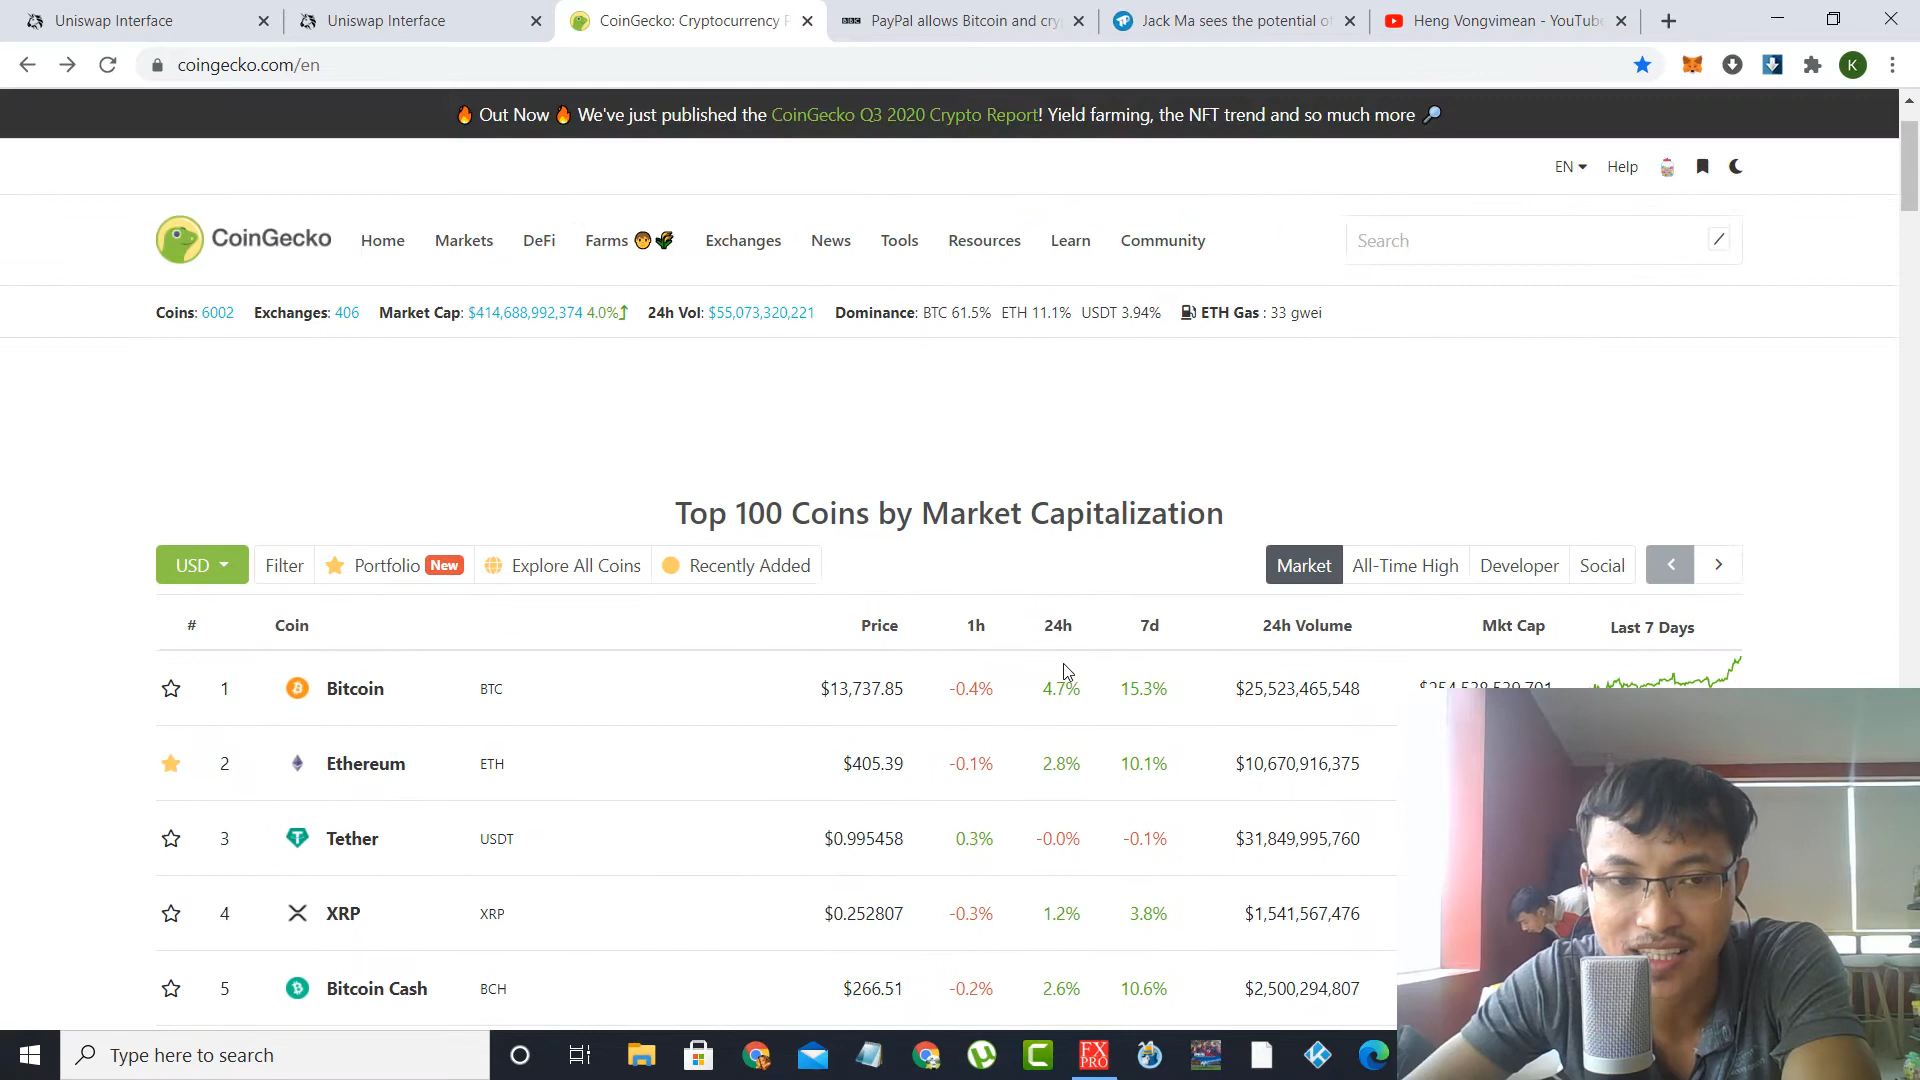 Uniswap Interface
Uniswap Interface
CoinGecko: Cryptocurrency P
BBC
PayPal allows Bitcoin and cry
Jack Ma sees the potential o
Heng Vongvimean - YouTube
coingecko.com/en
K
Out Now We've just published the CoinGecko Q3 2020 Crypto Report! Yield farming, the NFT trend and so much more
EN Help
CoinGecko Home Markets DeFi Farms Exchanges News Tools Resources Learn Community Search /
Coins: 6002 Exchanges: 406 Market Cap: $414,688,992,374 4.0% 24h Vol: $55,073,320,221 Dominance: BTC 61.5% ETH 11.1% USDT 3.94% ETH Gas : 33 gwei
Top 100 Coins by Market Capitalization
USD Filter Portfolio New Explore All Coins Recently Added Market All-Time High Developer Social
# Coin Price 1h 24h 7d 24h Volume Mkt Cap Last 7 Days
1 Bitcoin BTC $13,737.85 -0.4% 4.7% 15.3% $25,523,465,548
2 Ethereum ETH $405.39 -0.1% 2.8% 10.1% $10,670,916,375
3 Tether USDT $0.995458 0.3% -0.0% -0.1% $31,849,995,760
4 XRP XRP $0.252807 -0.3% 1.2% 3.8% $1,541,567,476
5 Bitcoin Cash BCH $266.51 -0.2% 2.6% 10.6% $2,500,294,807
Type here to search
FX
PRO